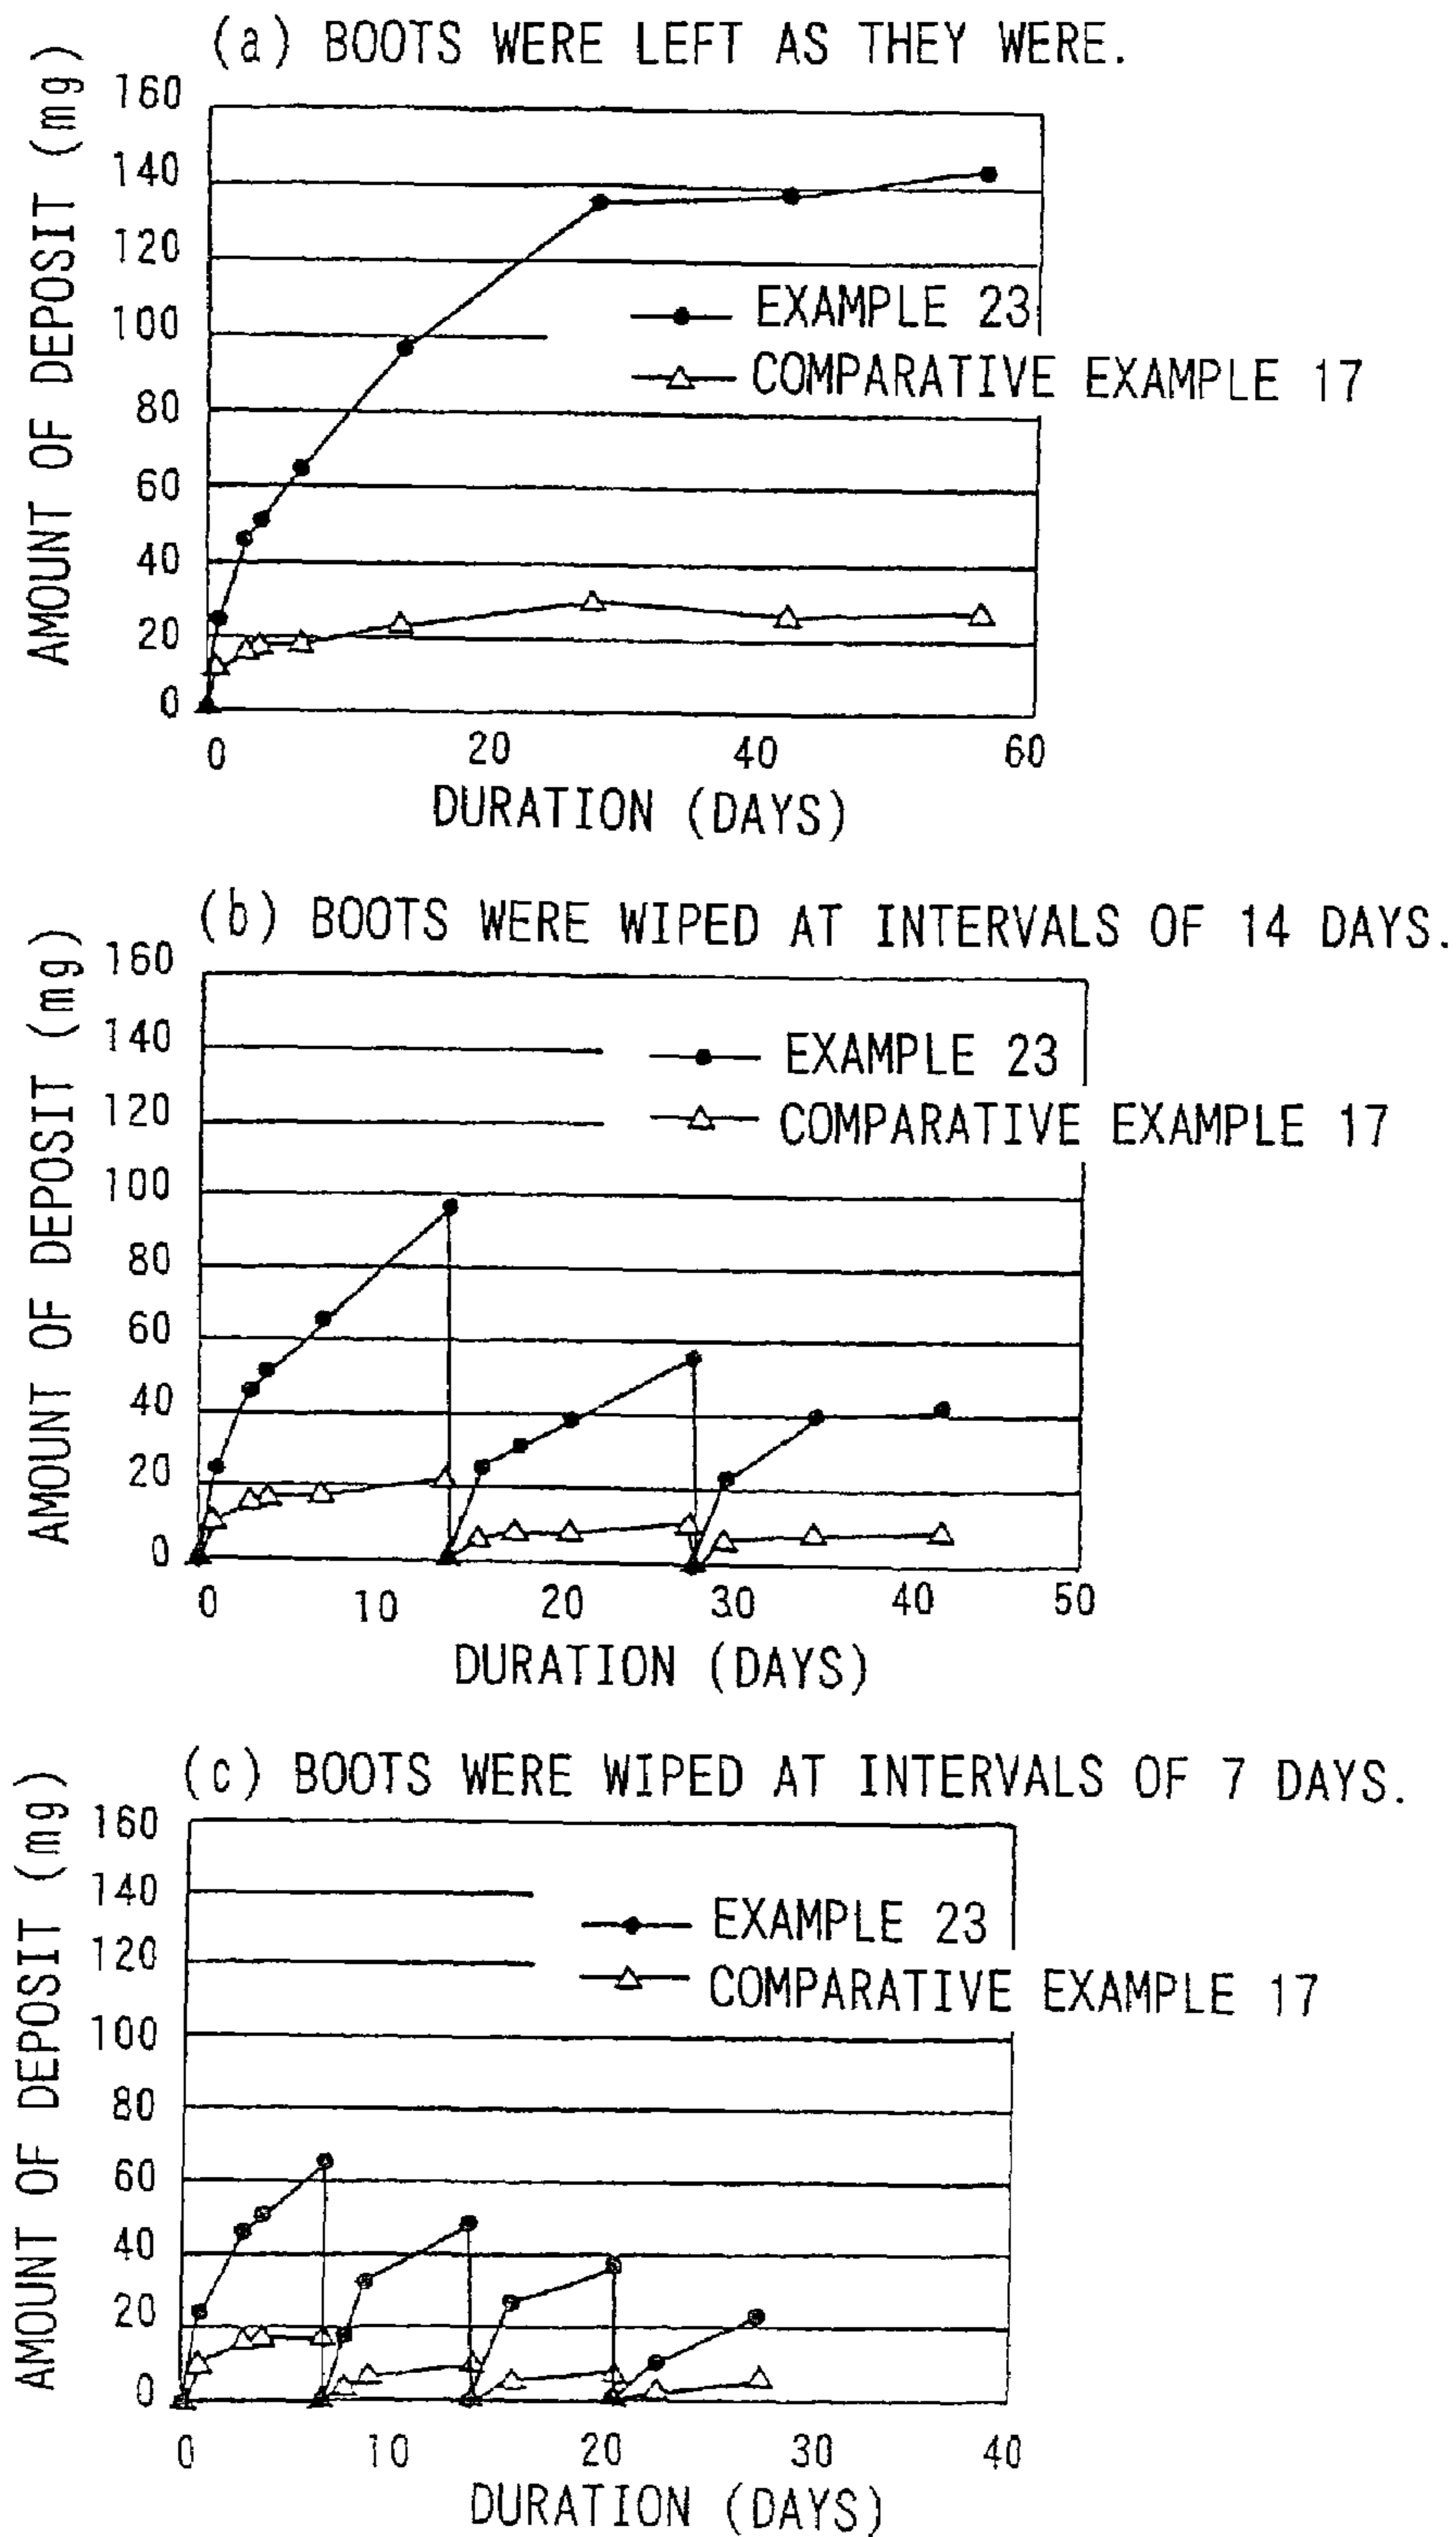 (a) BOOTS WERE LEFT AS THEY WERE.
AMOUNT OF DEPOSIT (mg)
160
140
120
100
80
60
40
20
0
EXAMPLE 23
COMPARATIVE EXAMPLE 17
0 20 40 60
DURATION (DAYS)
(b) BOOTS WERE WIPED AT INTERVALS OF 14 DAYS.
AMOUNT OF DEPOSIT (mg)
160
140
120
100
80
60
40
20
0
EXAMPLE 23
COMPARATIVE EXAMPLE 17
0 10 20 30 40 50
DURATION (DAYS)
(c) BOOTS WERE WIPED AT INTERVALS OF 7 DAYS.
AMOUNT OF DEPOSIT (mg)
160
140
120
100
80
60
40
20
0
EXAMPLE 23
COMPARATIVE EXAMPLE 17
0 10 20 30 40
DURATION (DAYS)